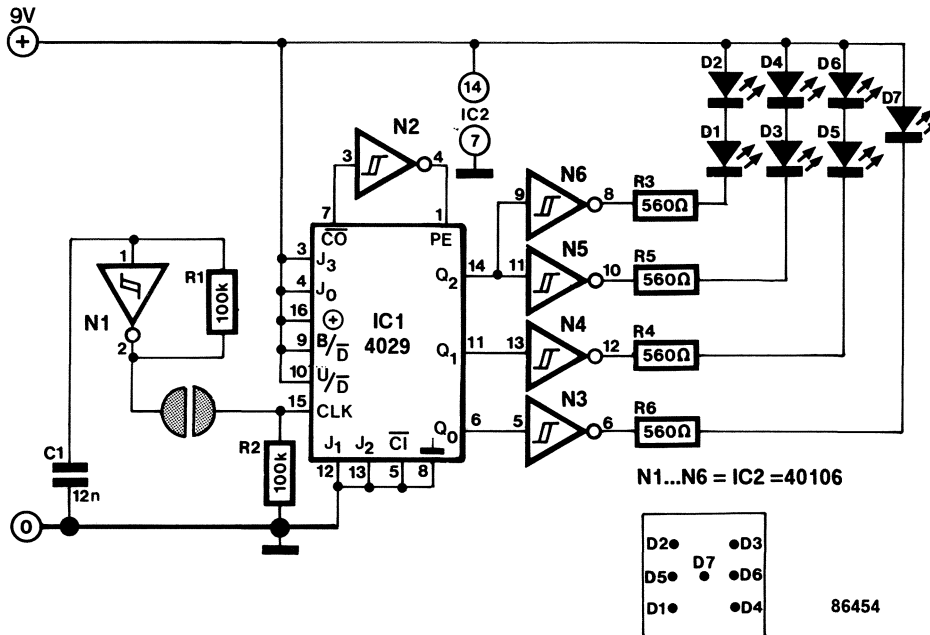 9V
+
D2 D4 D6
D7
14
IC2
7
N2
3 4
D1 D3 D5
N6
9 8
R3
560Ω
7 1
CO PE
3 J3
4 J0
16 +
9 B/D
10 U/D
15 CLK
IC1
4029
Q2 14
Q1 11
Q0 6
J1 J2 CI
12 13 5 8
1
N1
2
R1
100k
N5
11 10
R5
560Ω
N4
13 12
R4
560Ω
N3
5 6
R6
560Ω
C1
12n
R2
100k
0
N1...N6 = IC2 =40106
D2 D3
D7
D5 D6
D1 D4
86454